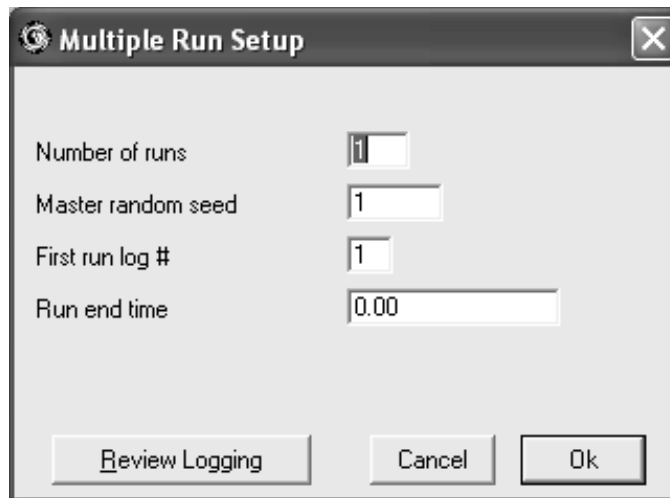 Multiple Run Setup
Number of runs 1
Master random seed 1
First run log # 1
Run end time 0.00
Review Logging Cancel Ok